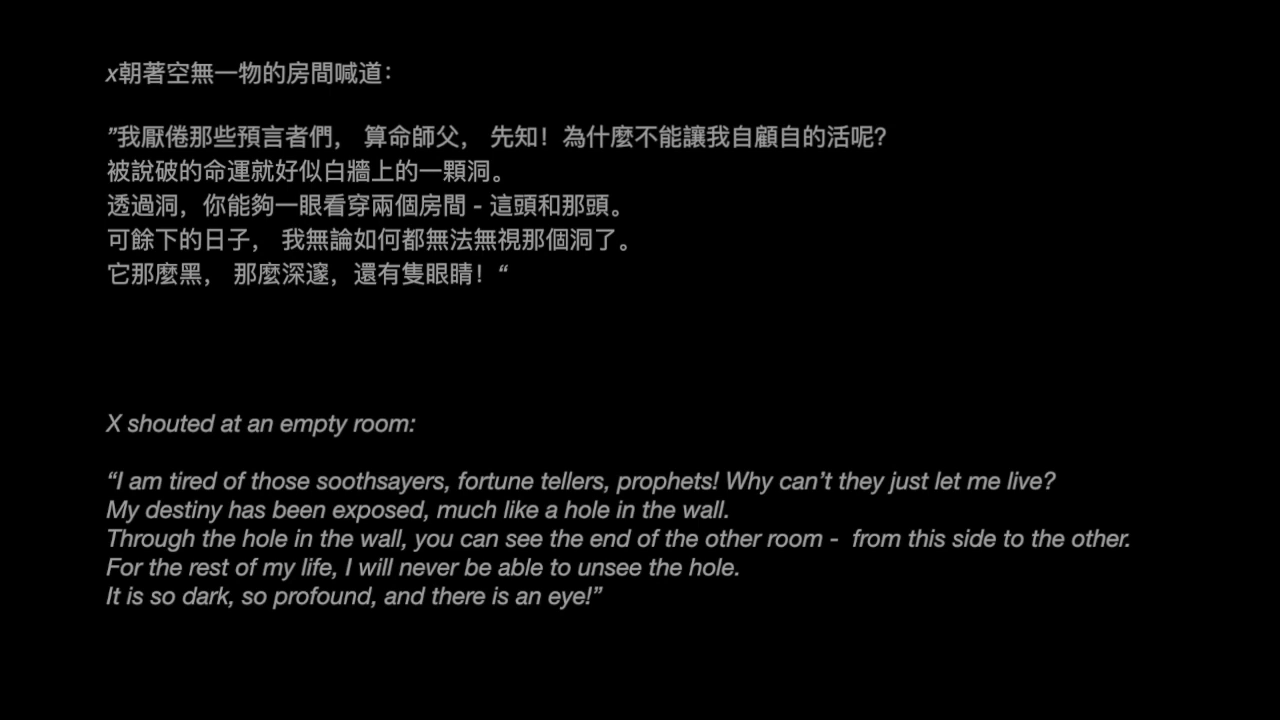 x朝著空無一物的房間喊道：
”我厭倦那些預言者們， 算命師父， 先知！為什麼不能讓我自顧自的活呢？
被說破的命運就好似白牆上的一顆洞。
透過洞，你能夠一眼看穿兩個房間 - 這頭和那頭。
可餘下的日子， 我無論如何都無法無視那個洞了。
它那麼黑， 那麼深邃，還有隻眼睛！“
X shouted at an empty room:
“I am tired of those soothsayers, fortune tellers, prophets! Why can’t they just let me live?
My destiny has been exposed, much like a hole in the wall.
Through the hole in the wall, you can see the end of the other room -  from this side to the other.
For the rest of my life, I will never be able to unsee the hole.
It is so dark, so profound, and there is an eye!”